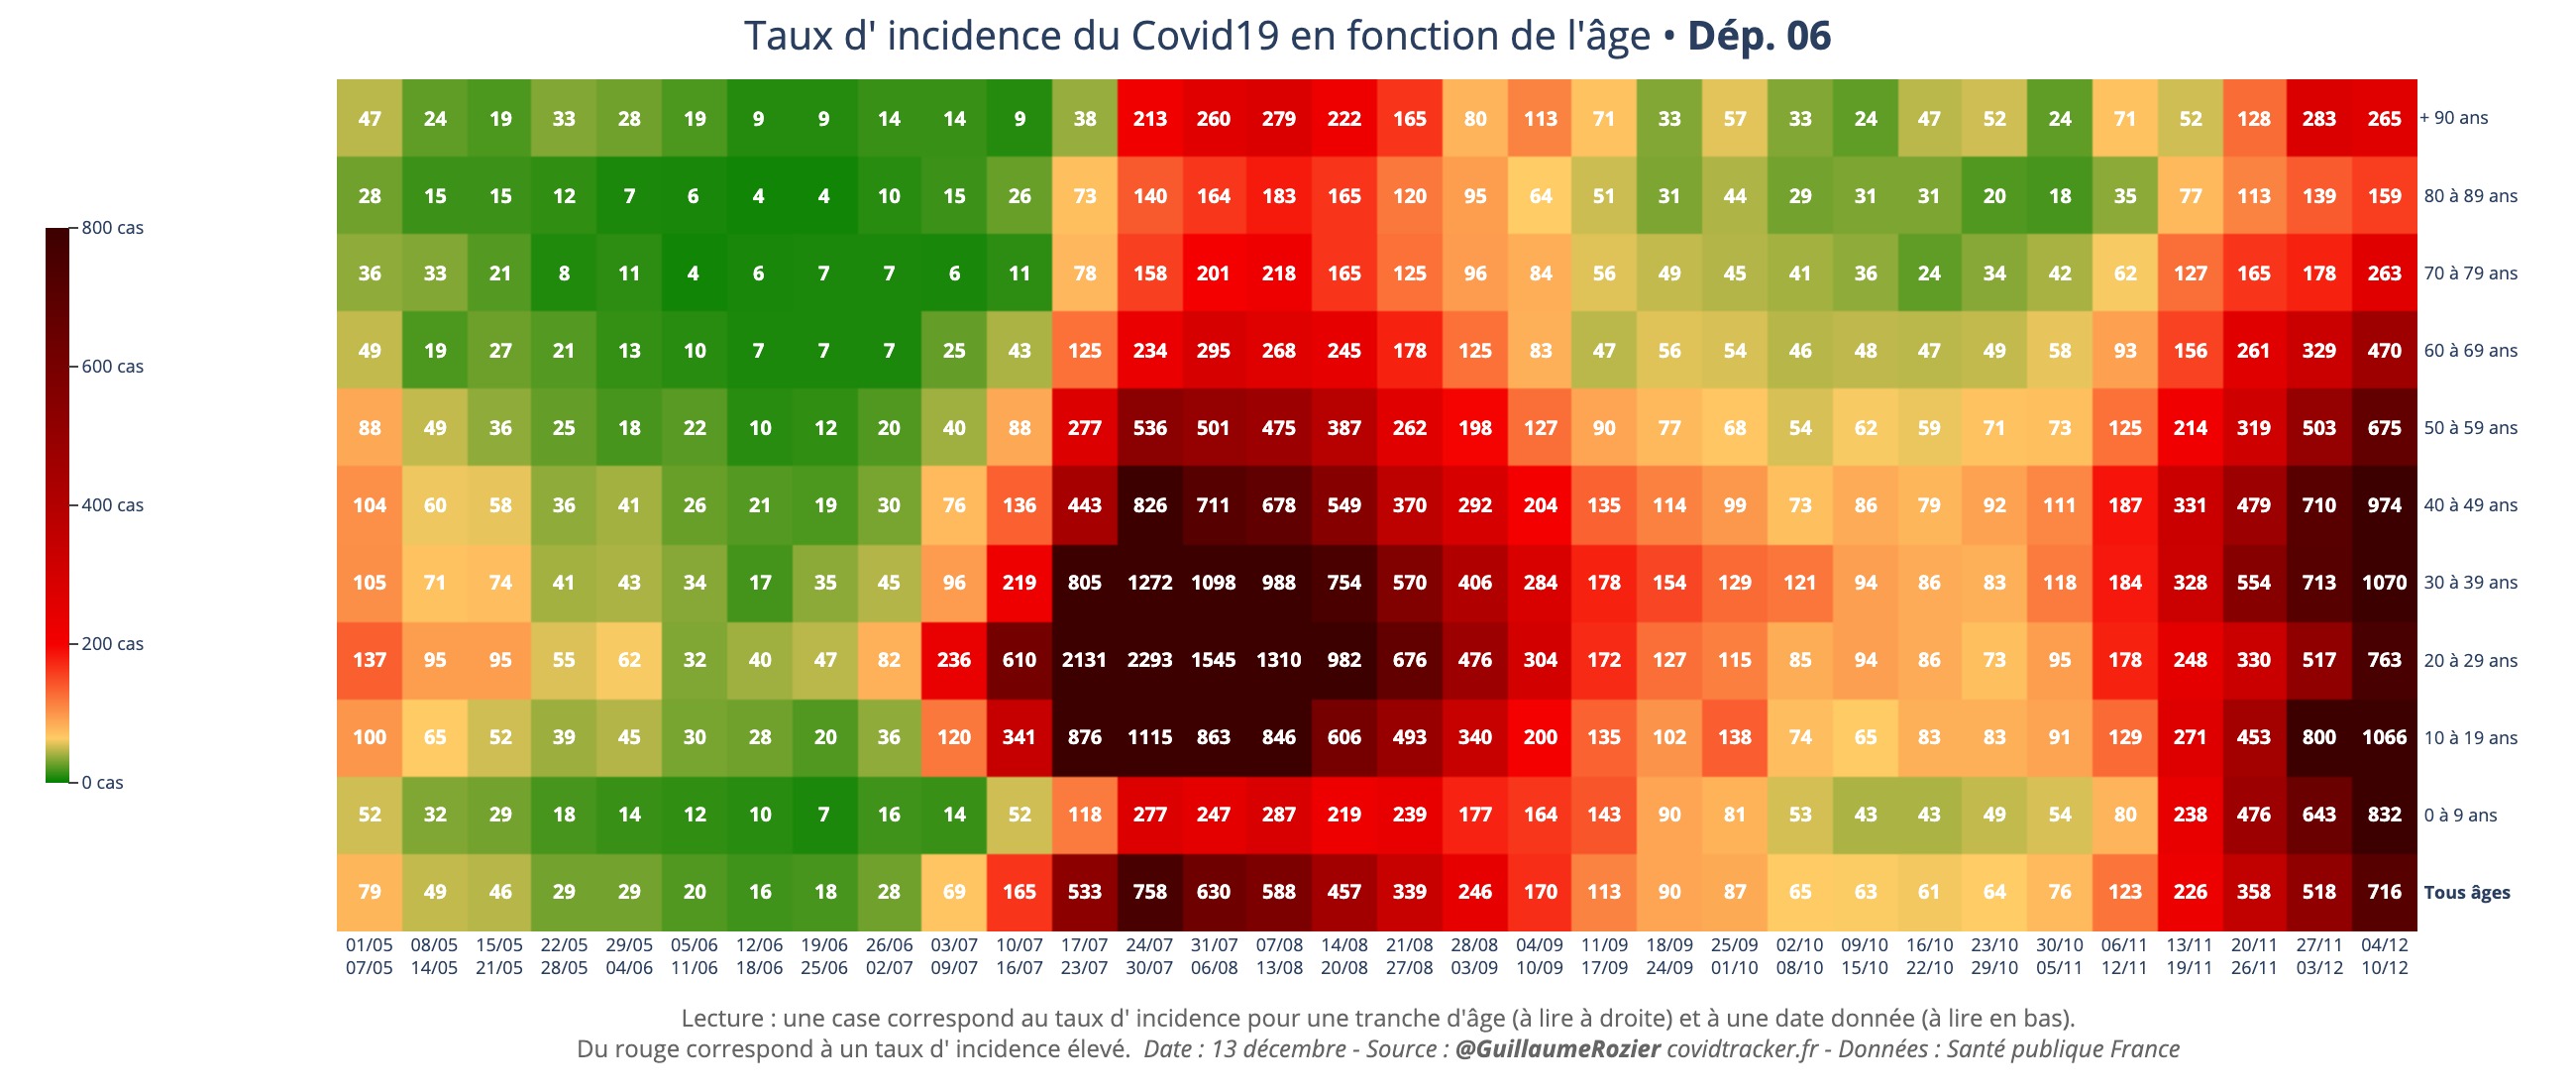 Taux d' incidence du Covid19 en fonction de l'âge • Dép. 06
800 cas
600 cas
400 cas
200 cas
0 cas
47 24 19 33 28 19 9 9 14 14 9 38 213 260 279 222 165 80 113 71 33 57 33 24 47 52 24 71 52 128 283 265 + 90 ans
28 15 15 12 7 6 4 4 10 15 26 73 140 164 183 165 120 95 64 51 31 44 29 31 31 20 18 35 77 113 139 159 80 à 89 ans
36 33 21 8 11 4 6 7 7 6 11 78 158 201 218 165 125 96 84 56 49 45 41 36 24 34 42 62 127 165 178 263 70 à 79 ans
49 19 27 21 13 10 7 7 7 25 43 125 234 295 268 245 178 125 83 47 56 54 46 48 47 49 58 93 156 261 329 470 60 à 69 ans
88 49 36 25 18 22 10 12 20 40 88 277 536 501 475 387 262 198 127 90 77 68 54 62 59 71 73 125 214 319 503 675 50 à 59 ans
104 60 58 36 41 26 21 19 30 76 136 443 826 711 678 549 370 292 204 135 114 99 73 86 79 92 111 187 331 479 710 974 40 à 49 ans
105 71 74 41 43 34 17 35 45 96 219 805 1272 1098 988 754 570 406 284 178 154 129 121 94 86 83 118 184 328 554 713 1070 30 à 39 ans
137 95 95 55 62 32 40 47 82 236 610 2131 2293 1545 1310 982 676 476 304 172 127 115 85 94 86 73 95 178 248 330 517 763 20 à 29 ans
100 65 52 39 45 30 28 20 36 120 341 876 1115 863 846 606 493 340 200 135 102 138 74 65 83 83 91 129 271 453 800 1066 10 à 19 ans
52 32 29 18 14 12 10 7 16 14 52 118 277 247 287 219 239 177 164 143 90 81 53 43 43 49 54 80 238 476 643 832 0 à 9 ans
79 49 46 29 29 20 16 18 28 69 165 533 758 630 588 457 339 246 170 113 90 87 65 63 61 64 76 123 226 358 518 716 Tous âges
01/05 08/05 15/05 22/05 29/05 05/06 12/06 19/06 26/06 03/07 10/07 17/07 24/07 31/07 07/08 14/08 21/08 28/08 04/09 11/09 18/09 25/09 02/10 09/10 16/10 23/10 30/10 06/11 13/11 20/11 27/11 04/12
07/05 14/05 21/05 28/05 04/06 11/06 18/06 25/06 02/07 09/07 16/07 23/07 30/07 06/08 13/08 20/08 27/08 03/09 10/09 17/09 24/09 01/10 08/10 15/10 22/10 29/10 05/11 12/11 19/11 26/11 03/12 10/12
Lecture : une case correspond au taux d' incidence pour une tranche d'âge (à lire à droite) et à une date donnée (à lire en bas).
Du rouge correspond à un taux d' incidence élevé. Date : 13 décembre - Source : @GuillaumeRozier covidtracker.fr - Données : Santé publique France